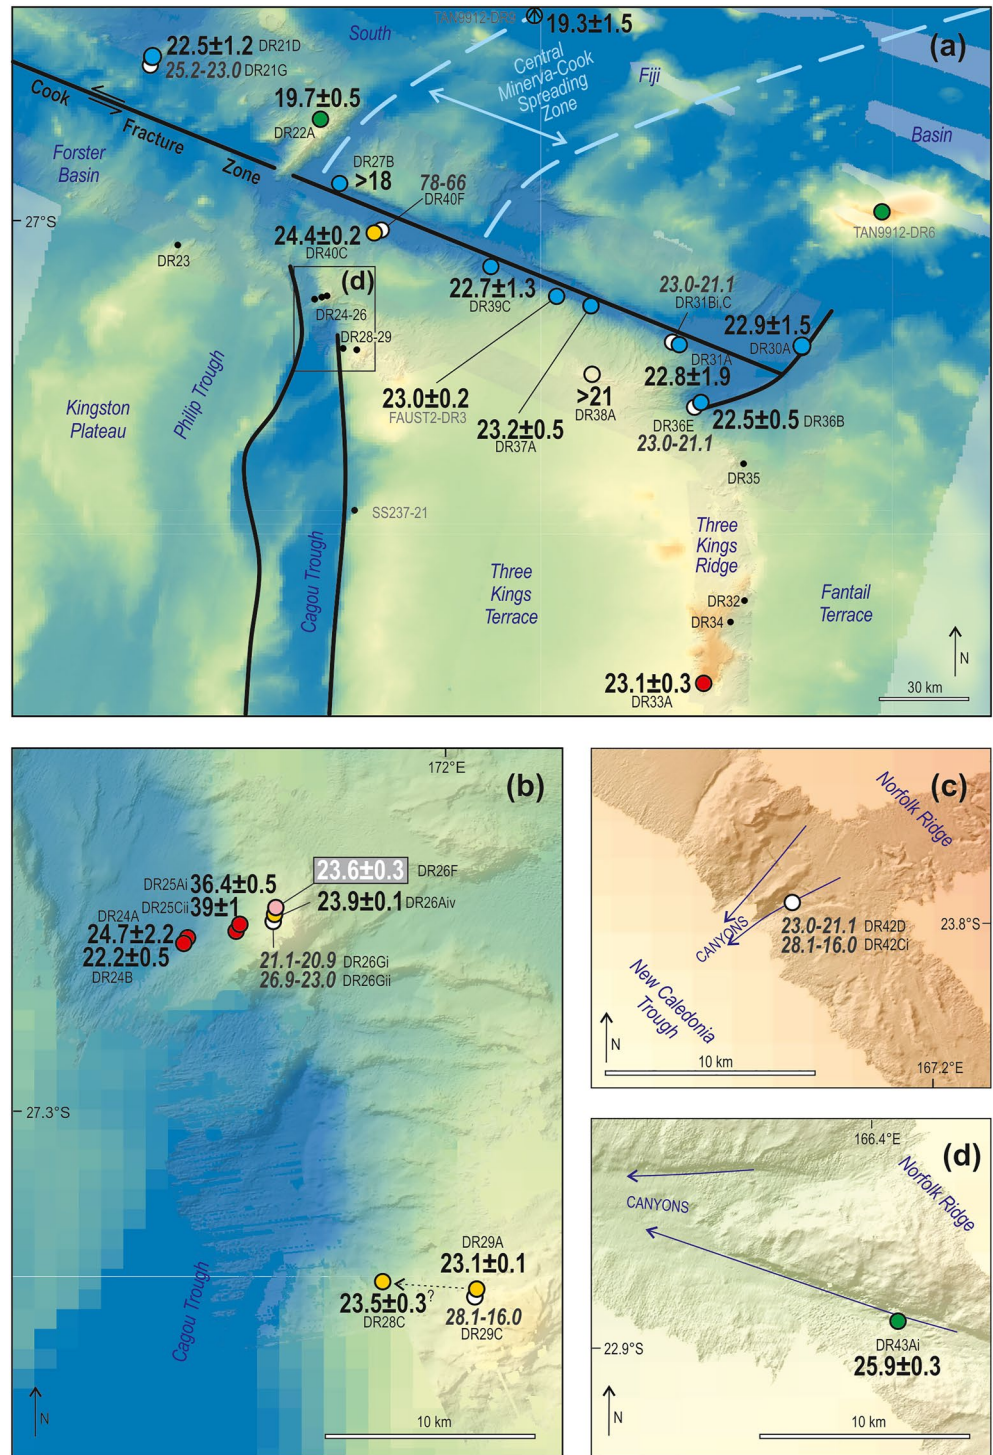 (a)
TAN9912-DR8
19.3±1.5
South
Central
Minerva-Cook
Spreading
Zone
Fiji
Basin
22.5±1.2 DR21D
25.2-23.0 DR21G
19.7±0.5
DR22A
Cook
Fracture
Zone
Forster
Basin
DR27B
>18
78-66
DR40F
27°S
24.4±0.2
DR40C
DR23
TAN9912-DR6
(d)
DR24-26
DR28-29
22.7±1.3
DR39C
23.0-21.1
DR31Bi,C
22.9±1.5
DR30A
DR31A
22.8±1.9
Philip Trough
Kingston
Plateau
23.0±0.2
FAUST2-DR3
>21
DR38A
23.2±0.5
DR37A
DR36E
23.0-21.1
22.5±0.5 DR36B
DR35
SS237-21
Cagou Trough
Three
Kings
Terrace
Three
Kings
Ridge
Fantail
Terrace
DR32
DR34
23.1±0.3
DR33A
N
30 km
(b)
172°E
23.6±0.3 DR26F
DR25Ai 36.4±0.5
DR25Cii 39±1
23.9±0.1 DR26Aiv
DR24A
24.7±2.2
22.2±0.5
DR24B
21.1-20.9 DR26Gi
26.9-23.0 DR26Gii
27.3°S
Cagou Trough
DR29A
23.1±0.1
23.5±0.3 ?
DR28C
28.1-16.0
DR29C
N
10 km
(c)
Norfolk Ridge
CANYONS
23.0-21.1 DR42D
28.1-16.0 DR42Ci
23.8°S
New Caledonia
Trough
N
10 km
167.2°E
(d)
166.4°E
Norfolk Ridge
CANYONS
22.9°S
DR43Ai
25.9±0.3
N
10 km